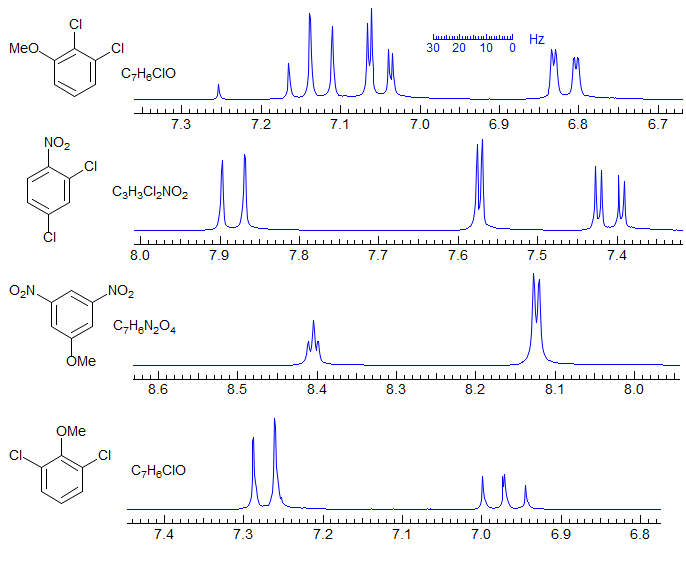 Cl
MeO
Cl
C7H6ClO
30 20 10 0 Hz
7.3 7.2 7.1 7.0 6.9 6.8 6.7
NO2
Cl
C3H3Cl2NO2
Cl
8.0 7.9 7.8 7.7 7.6 7.5 7.4
O2N
NO2
C7H6N2O4
OMe
8.6 8.5 8.4 8.3 8.2 8.1 8.0
OMe
Cl
Cl
C7H6ClO
7.4 7.3 7.2 7.1 7.0 6.9 6.8